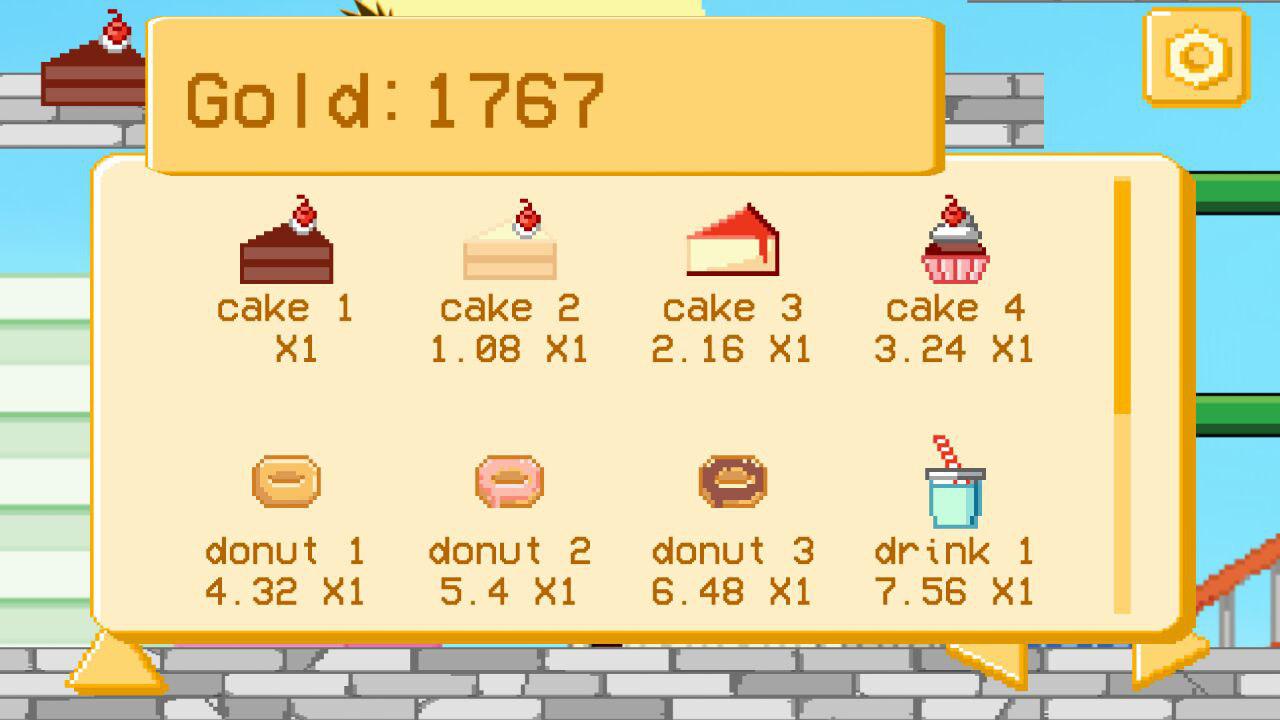 Gold:1767
cake 1 cake 2 cake 3 cake 4
X1 1.08 X1 2.16 X1 3.24 X1
donut 1 donut 2 donut 3 drink 1
4.32 X1 5.4 X1 6.48 X1 7.56 X1